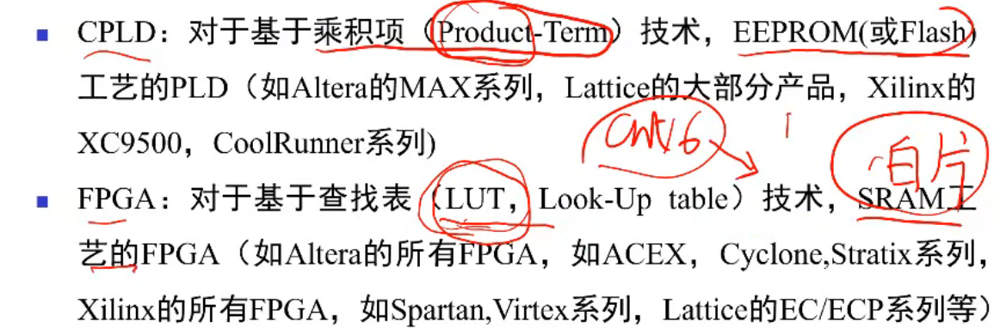 CPLD：对于基于乘积项（Product-Term）技术，EEPROM(或Flash)
工艺的PLD（如Altera的MAX系列，Lattice的大部分产品，Xilinx的
XC9500，CoolRunner系列)
cnt16
白片
FPGA：对于基于查找表（LUT，Look-Up table）技术，SRAM工
艺的FPGA（如Altera的所有FPGA，如ACEX，Cyclone,Stratix系列，
Xilinx的所有FPGA，如Spartan,Virtex系列，Lattice的EC/ECP系列等）